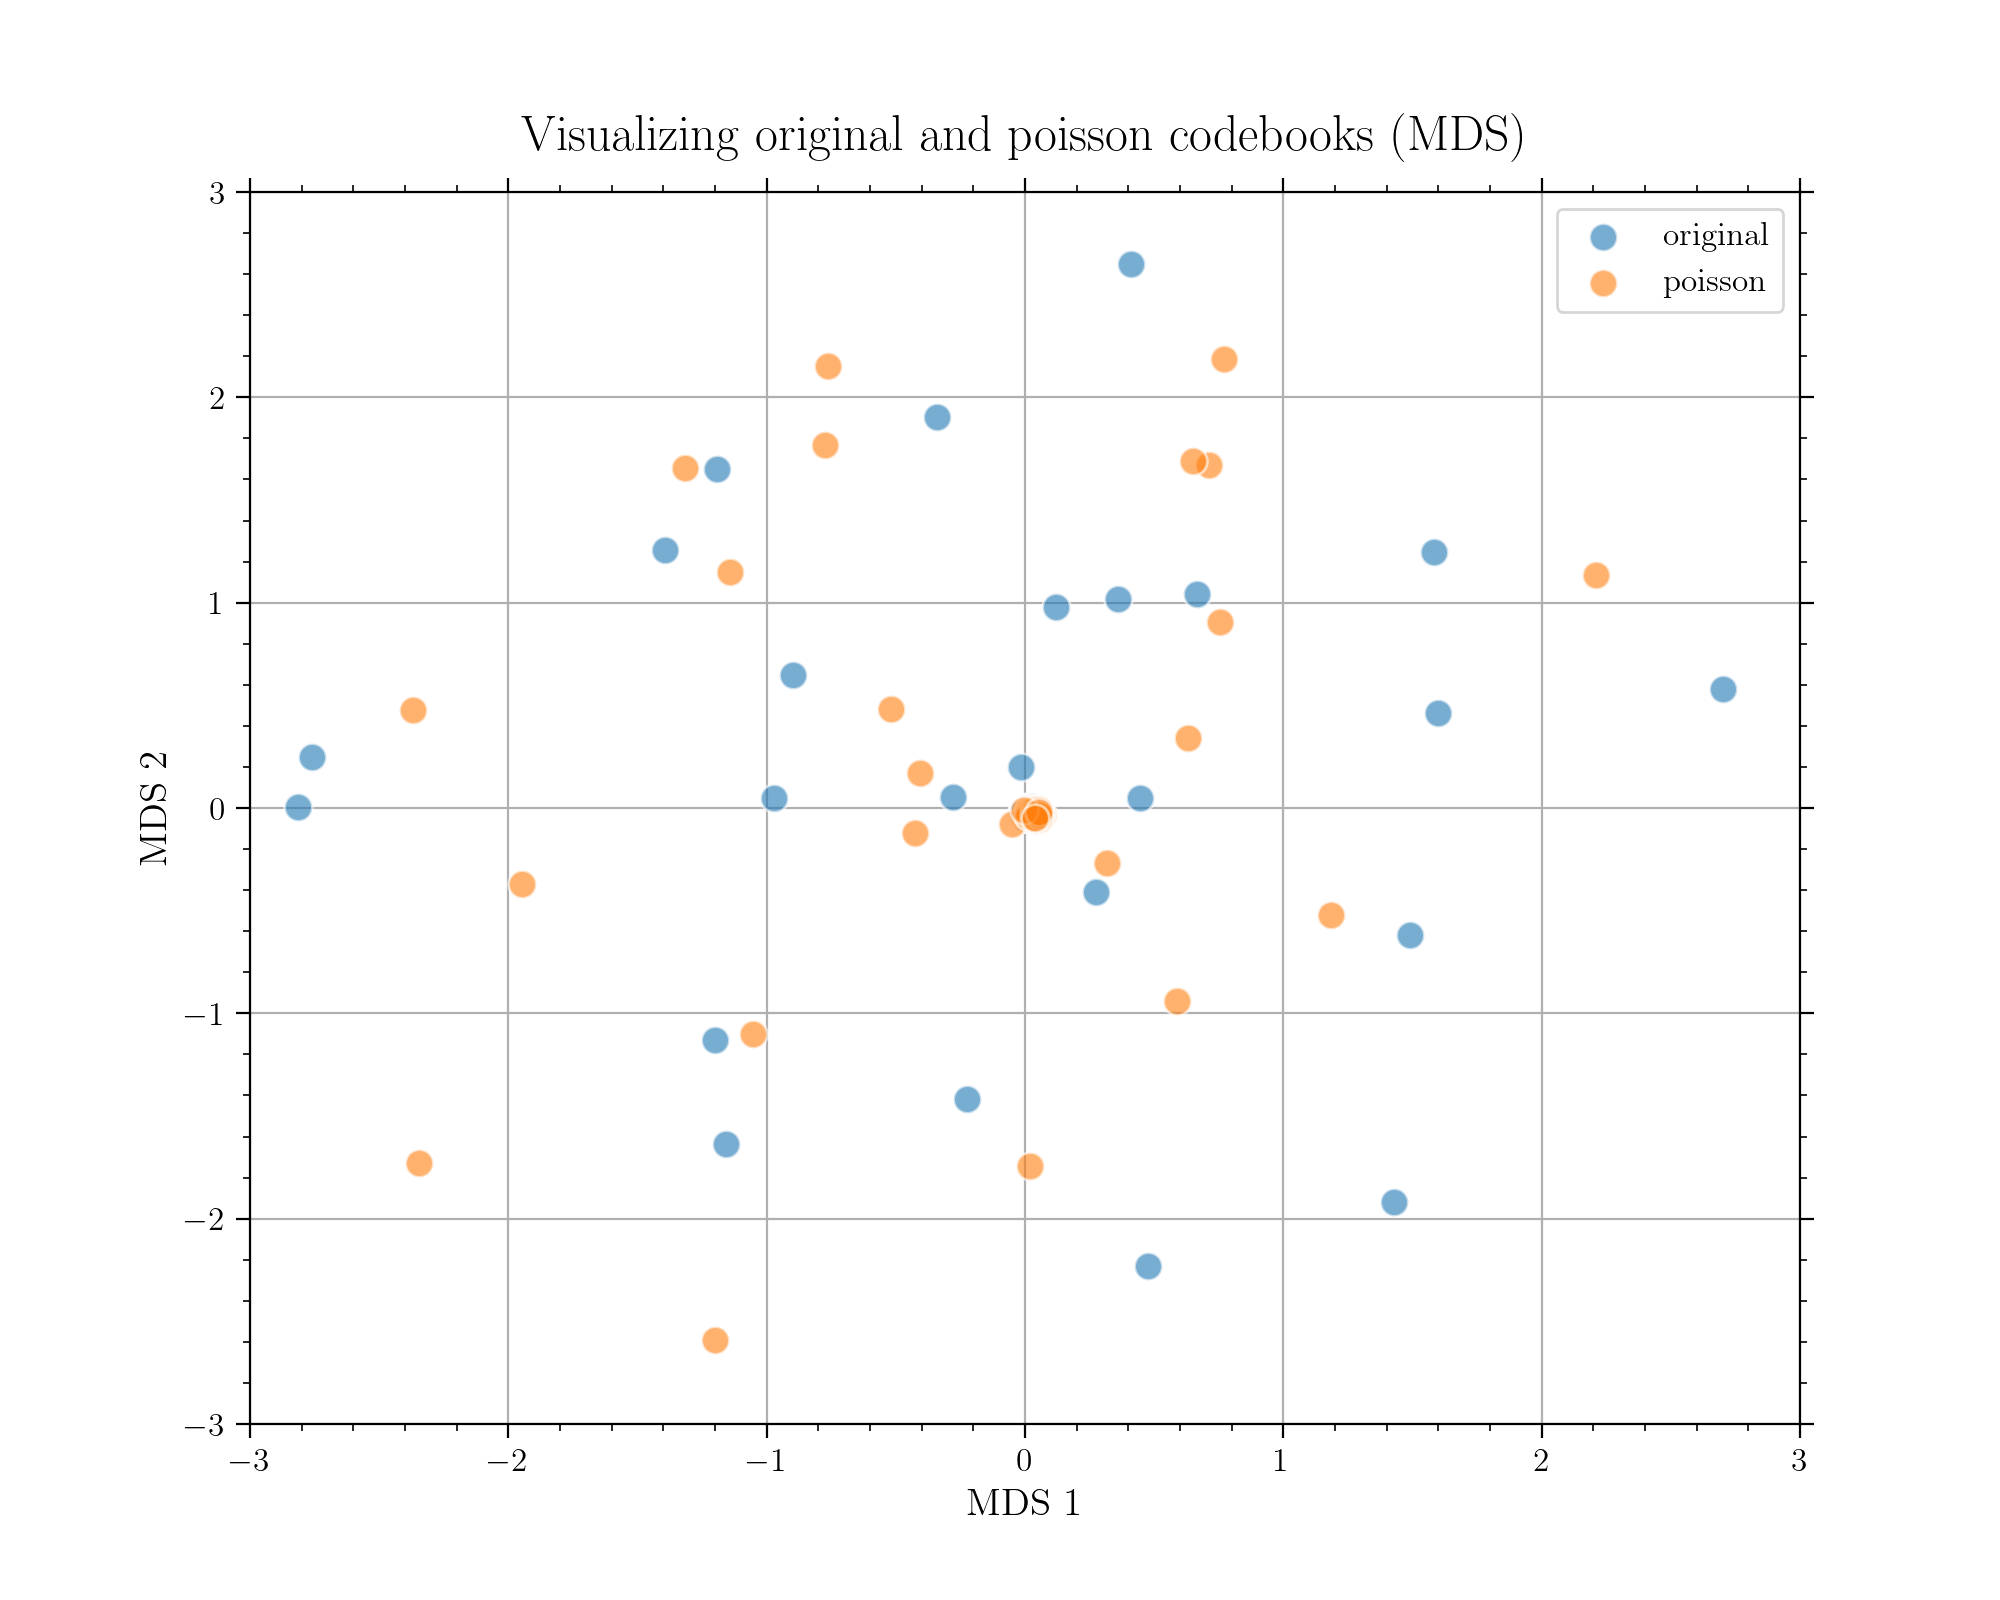 Visualizing original and poisson codebooks (MDS)
original
poisson
3
2
1
0
−1
−2
−3
MDS 2
−3
−2
−1
0
1
2
3
MDS 1